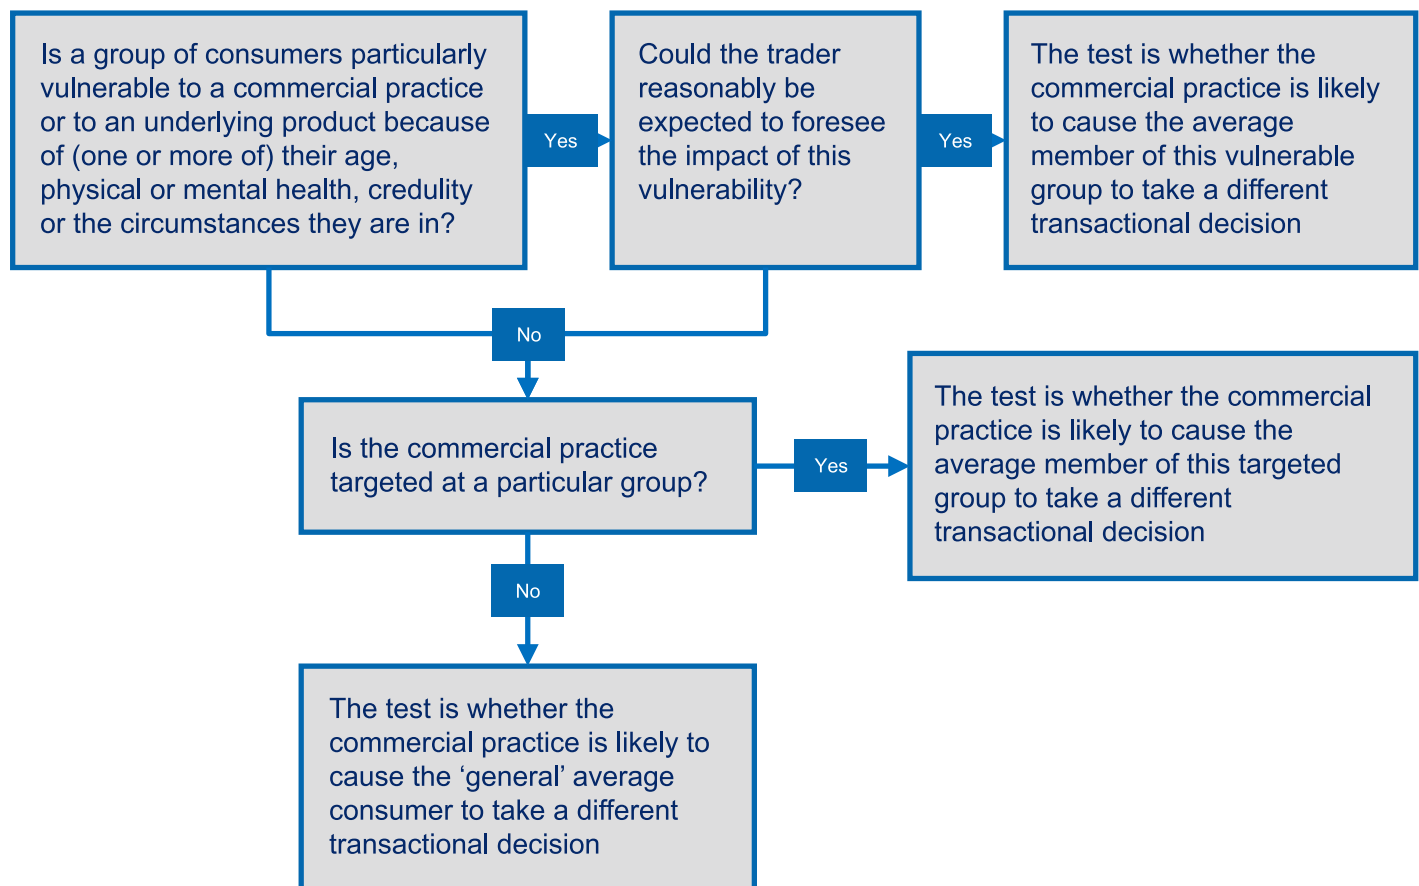 Is a group of consumers particularly
vulnerable to a commercial practice
or to an underlying product because
of (one or more of) their age,
physical or mental health, credulity
or the circumstances they are in?
Yes
Could the trader
reasonably be
expected to foresee
the impact of this
vulnerability?
Yes
The test is whether the
commercial practice is likely
to cause the average
member of this vulnerable
group to take a different
transactional decision
No
Is the commercial practice
targeted at a particular group?
Yes
The test is whether the commercial
practice is likely to cause the
average member of this targeted
group to take a different
transactional decision
No
The test is whether the
commercial practice is likely to
cause the ‘general’ average
consumer to take a different
transactional decision